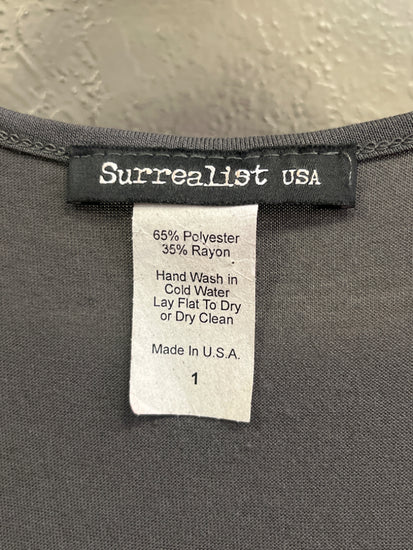 Surrealist USA
65% Polyester
35% Rayon
Hand Wash in
Cold Water
Lay Flat To Dry
or Dry Clean
Made In U.S.A.
1